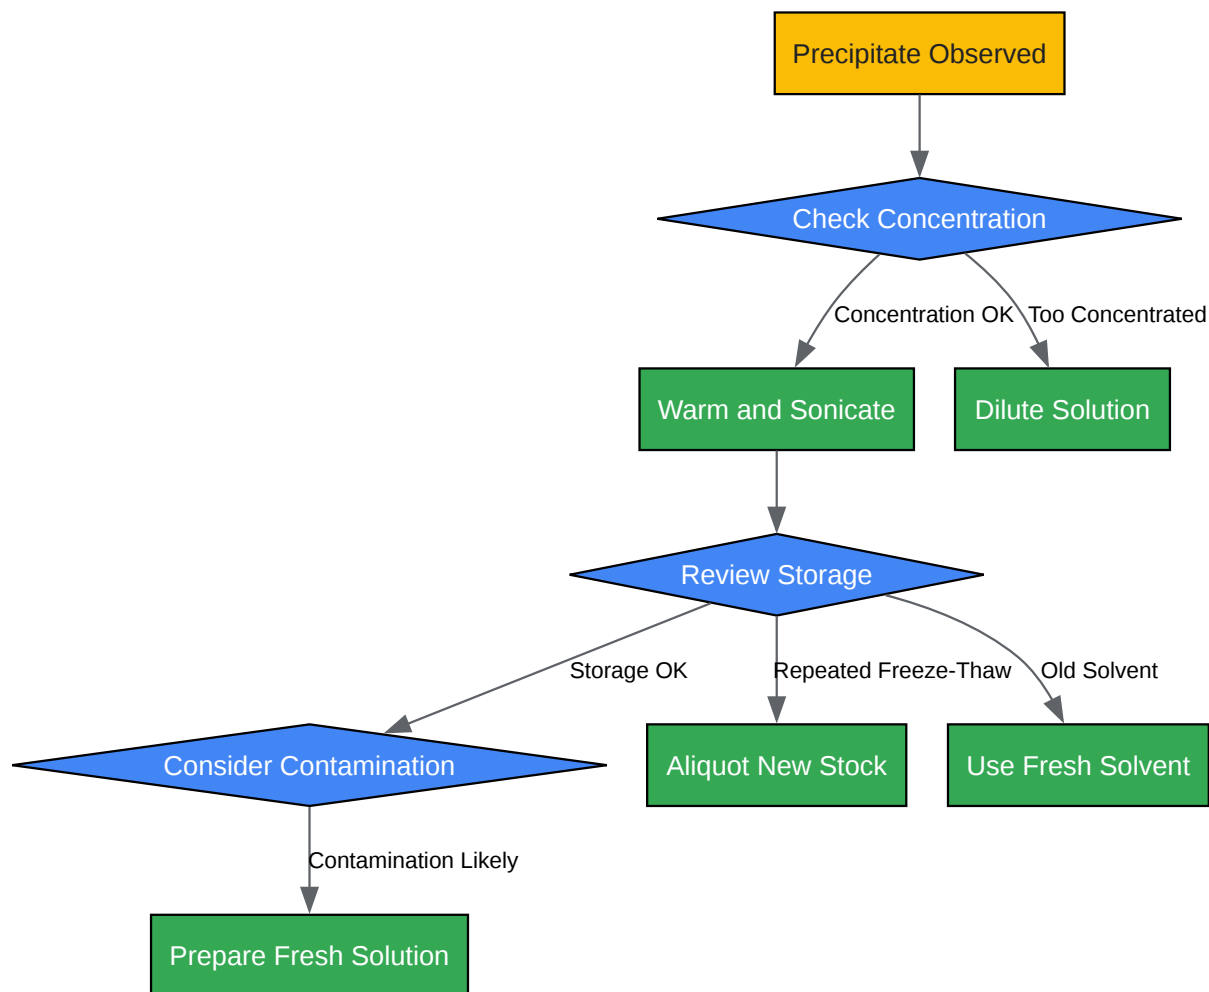 Precipitate Observed
Check Concentration
Concentration OK
Too Concentrated
Warm and Sonicate
Dilute Solution
Review Storage
Storage OK
Repeated Freeze-Thaw
Old Solvent
Consider Contamination
Aliquot New Stock
Use Fresh Solvent
Contamination Likely
Prepare Fresh Solution